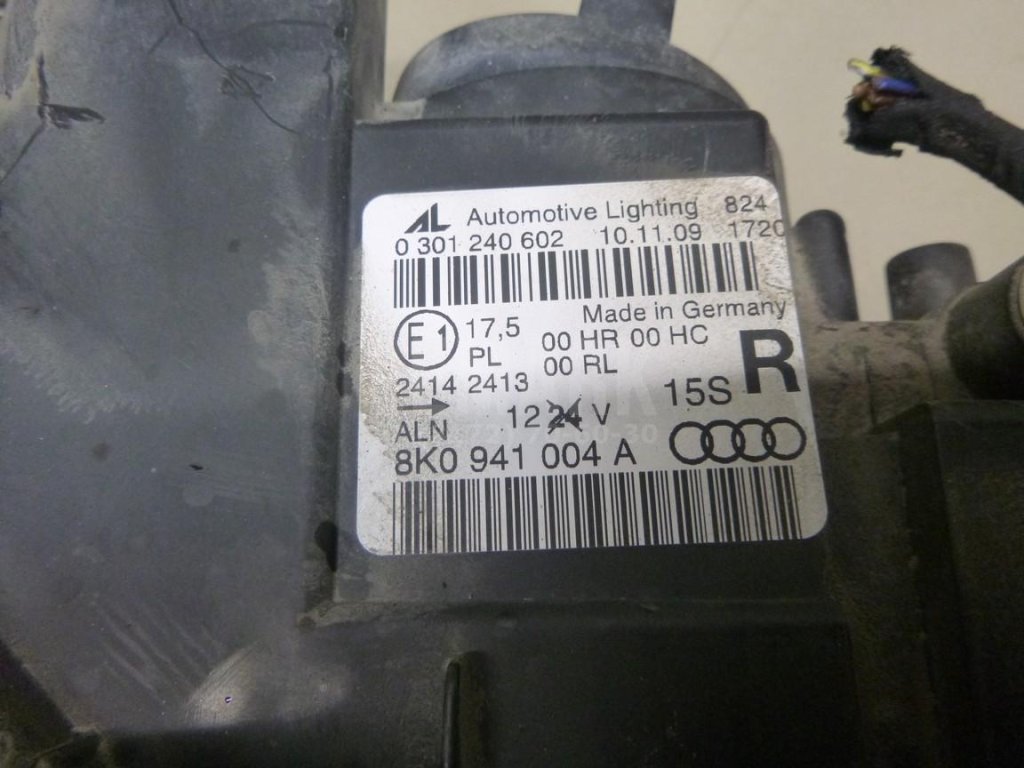 AL Automotive Lighting 824
0 301 240 602 10.11.09 1720
Made in Germany
E1 17,5 00 HR 00 HC R
PL 00 RL
2414 2413 15S
12 24 V
ALN
8K0 941 004 A